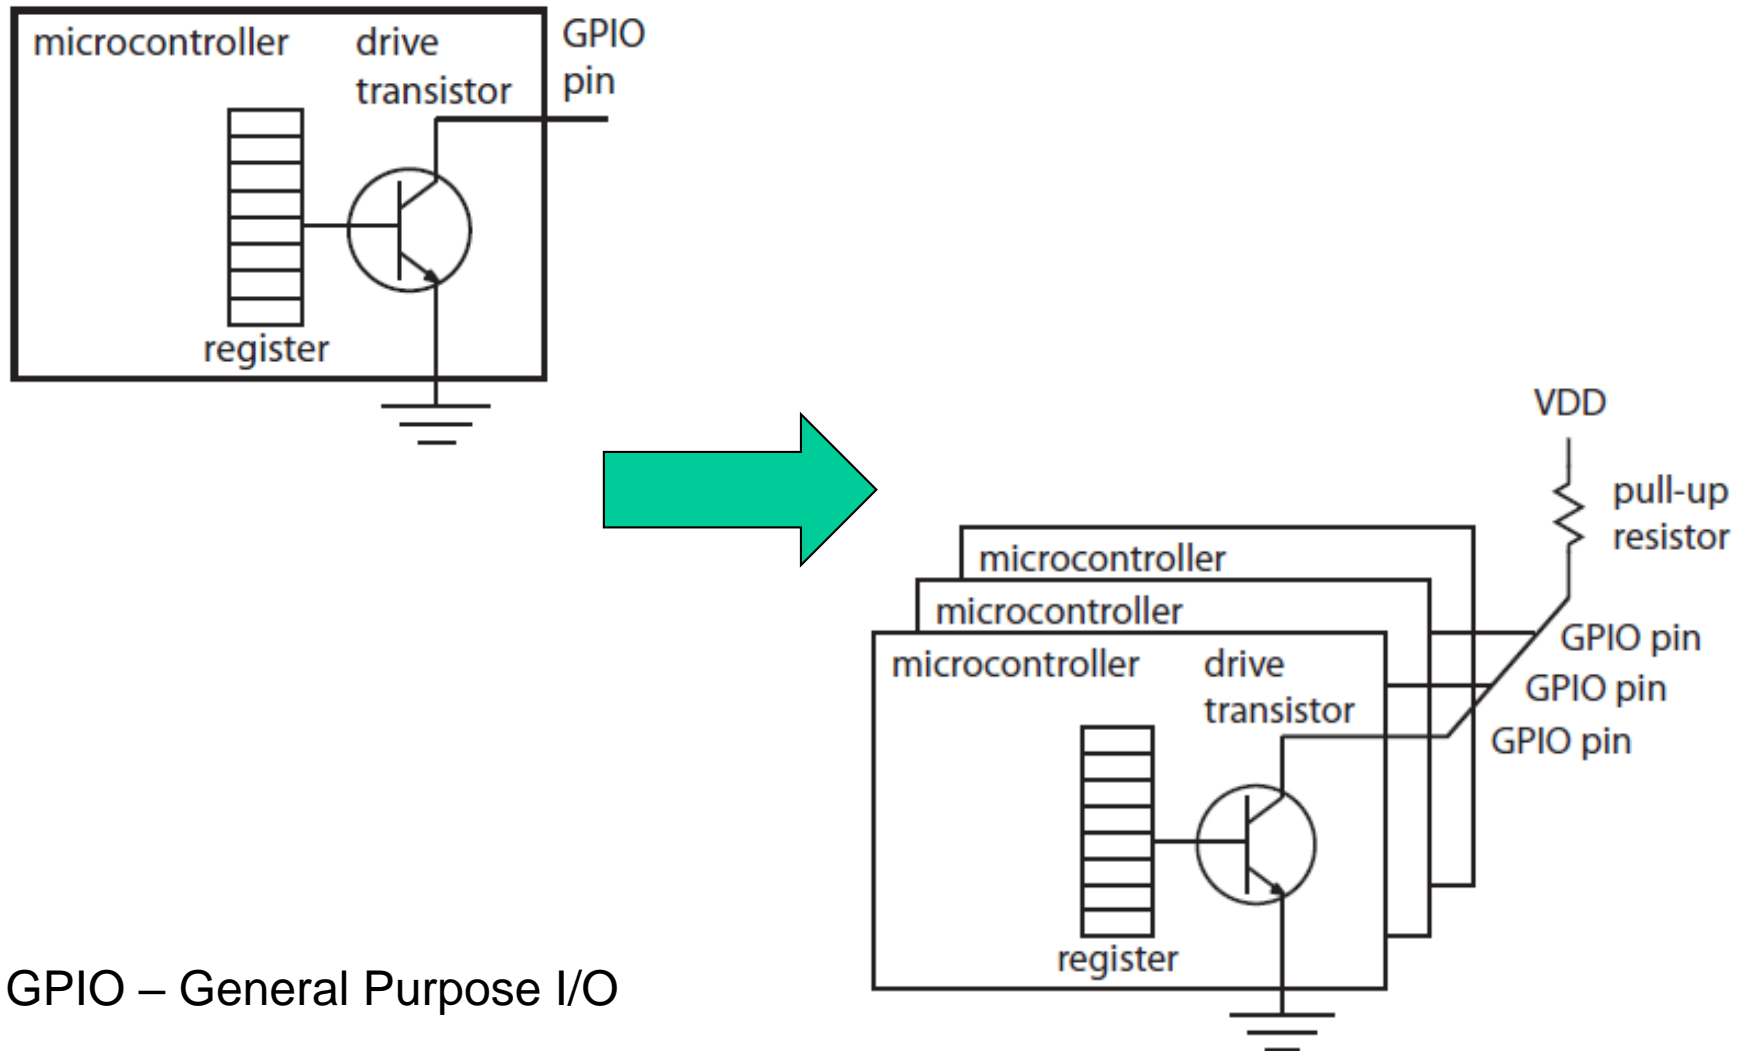 microcontroller
drive
transistor
GPIO
pin
register
VDD
pull-up
resistor
microcontroller
microcontroller
microcontroller
drive
transistor
GPIO pin
GPIO pin
GPIO pin
register
GPIO – General Purpose I/O